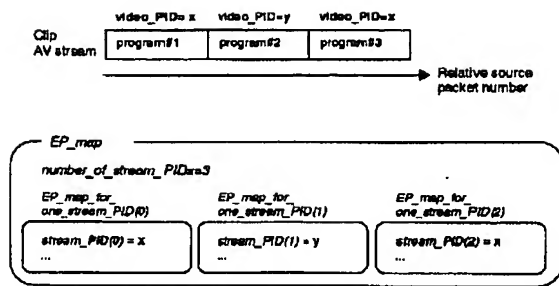 video_PID= x video_PID=y video_PID=x
Clip
AV stream
program#1 program#2 program#3
Relative source
packet number
EP_map
number_of_stream_PID=3
EP_map_for_
one_stream_PID(0)
EP_map_for_
one_stream_PID(1)
EP_map_for_
one_stream_PID(2)
stream_PID(0) = x
...
stream_PID(1) = y
...
stream_PID(2) = x
...